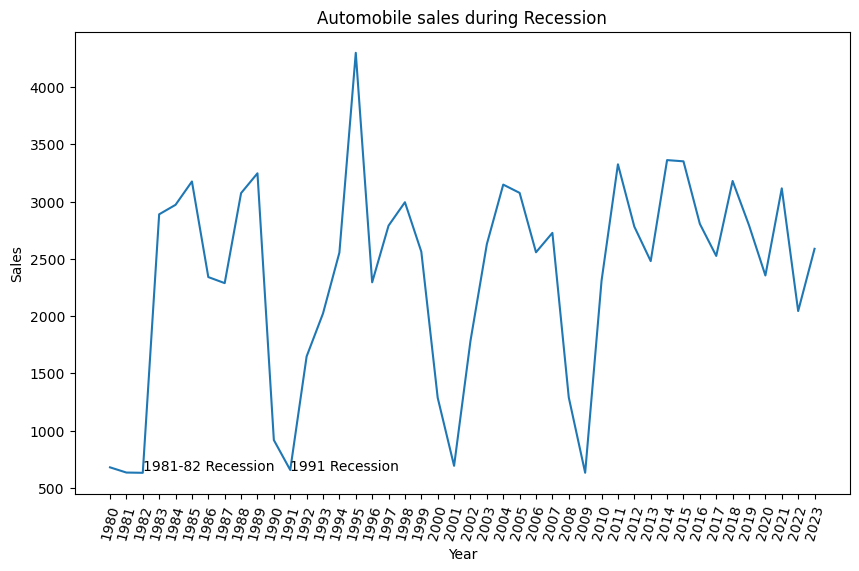 Automobile sales during Recession
Sales
4000
3500
3000
2500
2000
1500
1000
500
1981-82 Recession
1991 Recession
1980 1981 1982 1983 1984 1985 1986 1987 1988 1989 1990 1991 1992 1993 1994 1995 1996 1997 1998 1999 2000 2001 2002 2003 2004 2005 2006 2007 2008 2009 2010 2011 2012 2013 2014 2015 2016 2017 2018 2019 2020 2021 2022 2023
Year